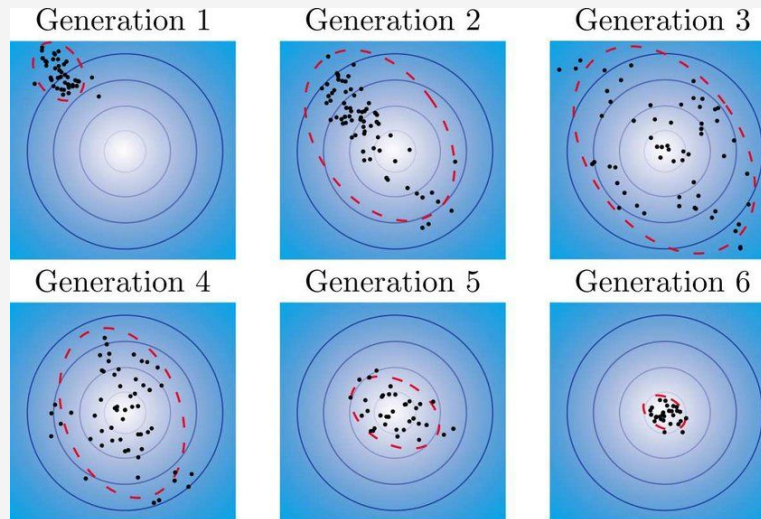 Generation 1
Generation 2
Generation 3
Generation 4
Generation 5
Generation 6